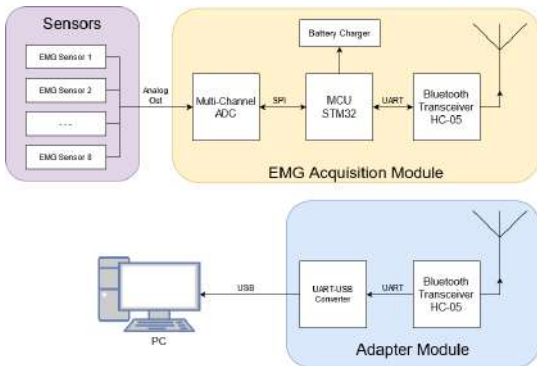 Sensors
EMG Sensor 1
EMG Sensor 2
---
EMG Sensor 8
Analog
Out
Multi-Channel
ADC
SPI
Battery Charger
MCU
STM32
UART
Bluetooth
Transceiver
HC-05
EMG Acquisition Module
PC
USB
UART-USB
Converter
UART
Bluetooth
Transceiver
HC-05
Adapter Module